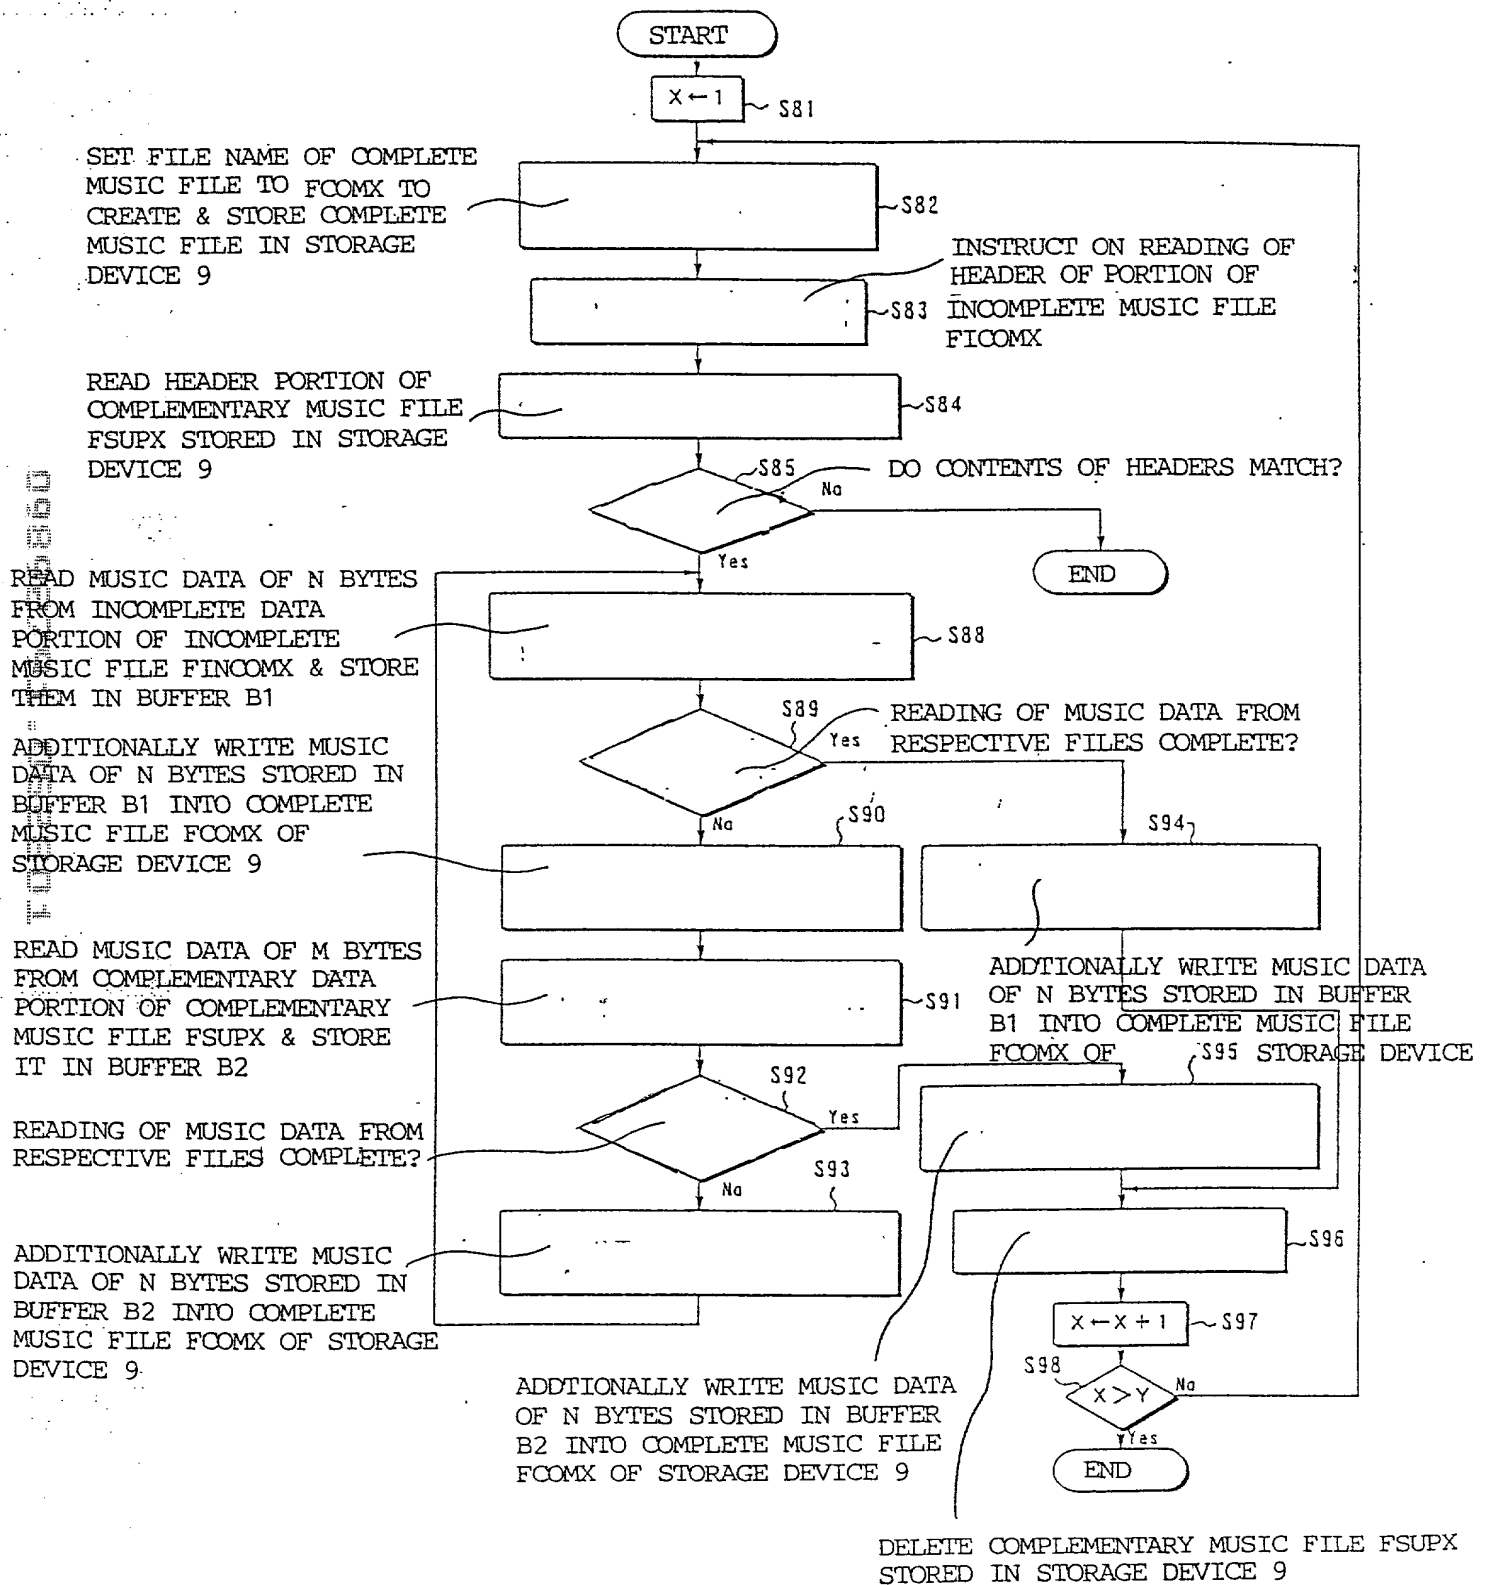 START
X ← 1
S81
SET FILE NAME OF COMPLETE
MUSIC FILE TO FCOMX TO
CREATE & STORE COMPLETE
MUSIC FILE IN STORAGE
DEVICE 9
S82
INSTRUCT ON READING OF
HEADER OF PORTION OF
INCOMPLETE MUSIC FILE
FICOMX
S83
READ HEADER PORTION OF
COMPLEMENTARY MUSIC FILE
FSUPX STORED IN STORAGE
DEVICE 9
S84
S85
DO CONTENTS OF HEADERS MATCH?
No
Yes
END
READ MUSIC DATA OF N BYTES
FROM INCOMPLETE DATA
PORTION OF INCOMPLETE
MUSIC FILE FINCOMX & STORE
THEM IN BUFFER B1
S88
S89
READING OF MUSIC DATA FROM
RESPECTIVE FILES COMPLETE?
Yes
No
ADDITIONALLY WRITE MUSIC
DATA OF N BYTES STORED IN
BUFFER B1 INTO COMPLETE
MUSIC FILE FCOMX OF
STORAGE DEVICE 9
S90
S94
ADDTIONALLY WRITE MUSIC DATA
OF N BYTES STORED IN BUFFER
B1 INTO COMPLETE MUSIC FILE
FCOMX OF STORAGE DEVICE
READ MUSIC DATA OF M BYTES
FROM COMPLEMENTARY DATA
PORTION OF COMPLEMENTARY
MUSIC FILE FSUPX & STORE
IT IN BUFFER B2
S91
S95
S92
Yes
READING OF MUSIC DATA FROM
RESPECTIVE FILES COMPLETE?
No
S93
ADDITIONALLY WRITE MUSIC
DATA OF N BYTES STORED IN
BUFFER B2 INTO COMPLETE
MUSIC FILE FCOMX OF STORAGE
DEVICE 9
S96
X ← X + 1
S97
S98
X > Y
No
Yes
END
ADDTIONALLY WRITE MUSIC DATA
OF N BYTES STORED IN BUFFER
B2 INTO COMPLETE MUSIC FILE
FCOMX OF STORAGE DEVICE 9
DELETE COMPLEMENTARY MUSIC FILE FSUPX
STORED IN STORAGE DEVICE 9